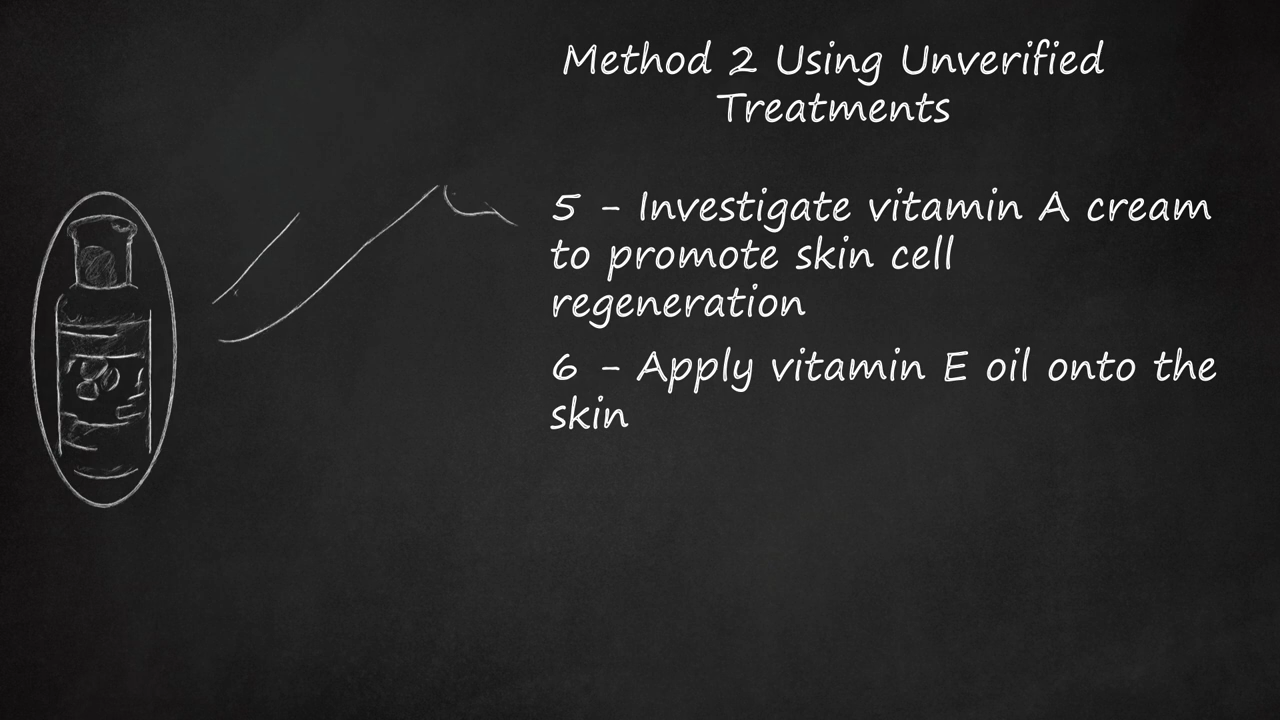 Method 2 Using Unverified
Treatments
5 - Investigate vitamin A cream
to promote skin cell
regeneration
6 - Apply vitamin E oil onto the
skin